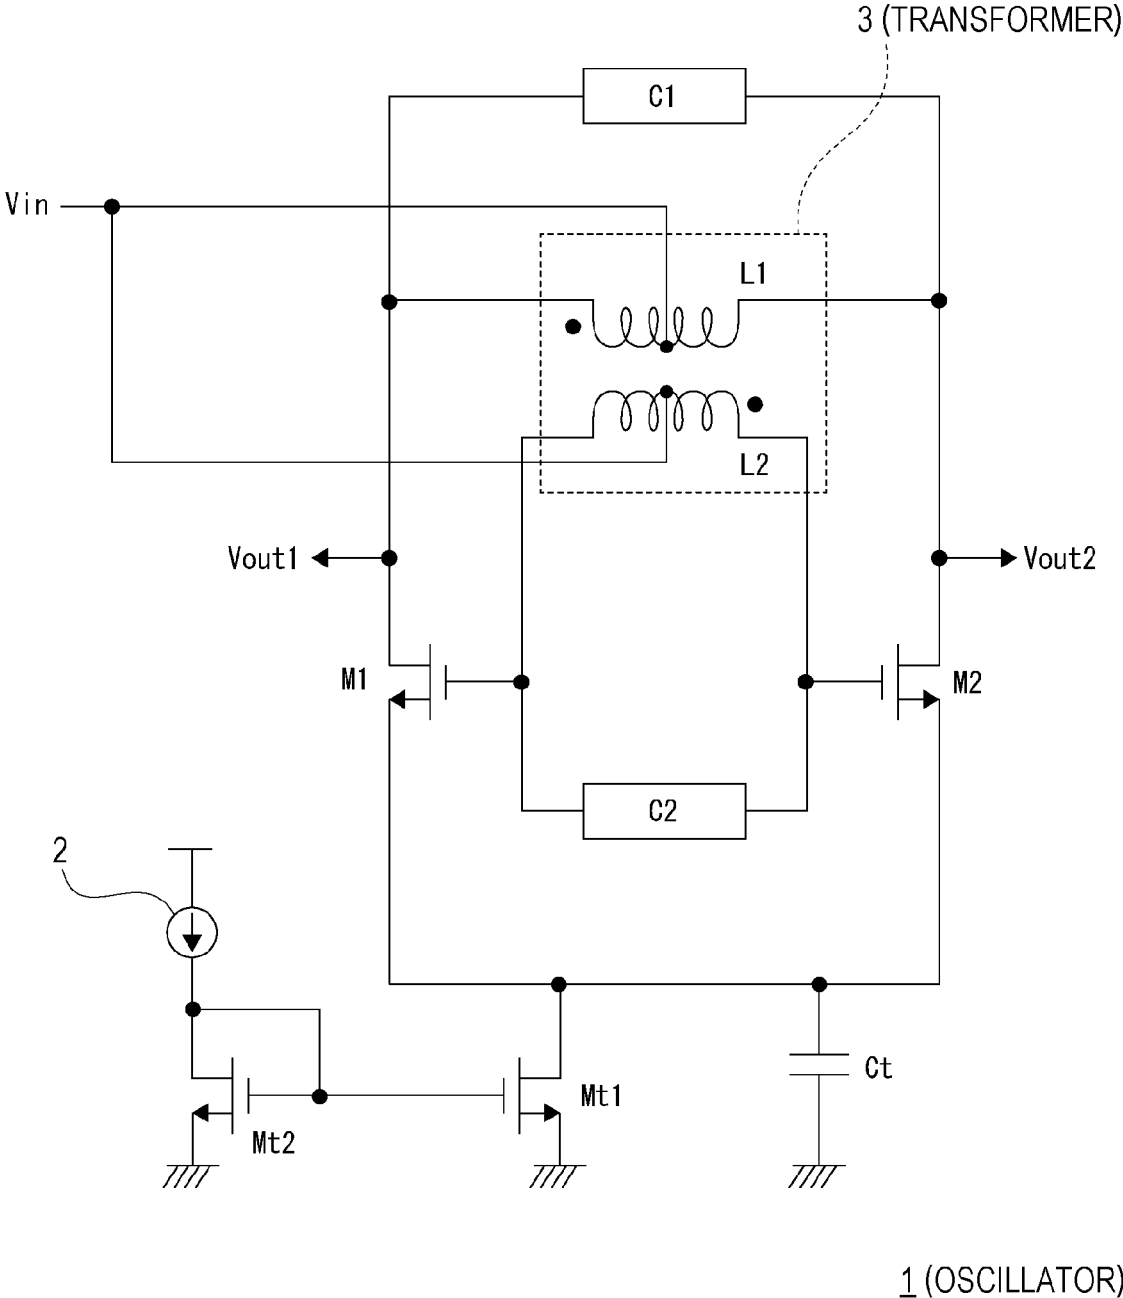 3 (TRANSFORMER)
C1
Vin
L1
L2
Vout1
Vout2
M1
M2
C2
2
Ct
Mt1
Mt2
1 (OSCILLATOR)